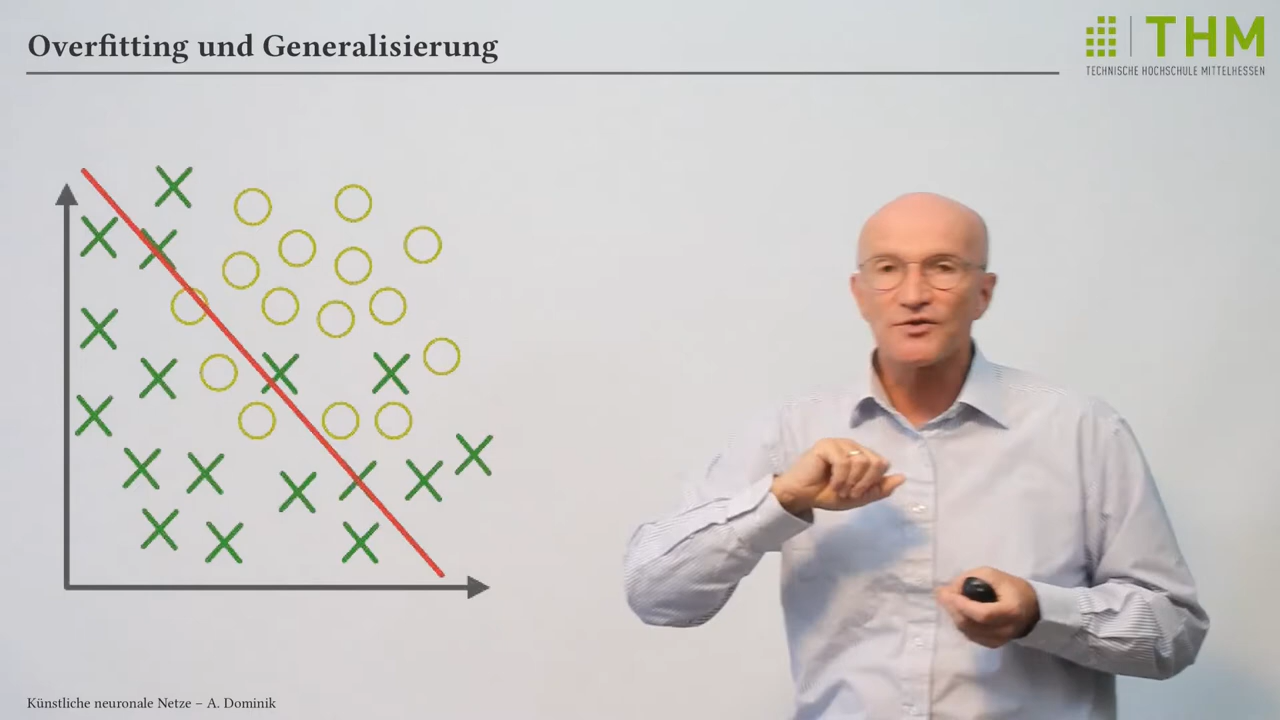 Overfitting und Generalisierung
THM
TECHNISCHE HOCHSCHULE MITTELHESSEN
Künstliche neuronale Netze – A. Dominik